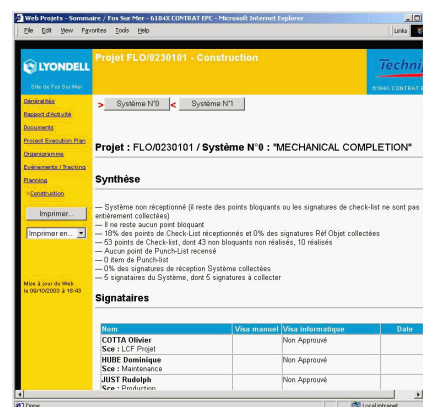 Web Projets - Sommaire / Fos Sur Mer - 6184X CONTRAT EPC - Microsoft Internet Explorer
File Edit View Favorites Tools Help
Links
LYONDELL
Site de Fos Sur Mer
Projet FLO/0230101 - Construction
Techni
6184X CONTRAT E
Généralités
Rapport d'Activité
Documents
Project Execution Plan
Organigramme
Evénements / Tracking
Planning
Construction
Imprimer...
Imprimer en...
Mise à jour du Web
le 09/10/2003 à 18:43
> Système N°0 < Système N°1
Projet : FLO/0230101 / Système N°0 : "MECHANICAL COMPLETION"
Synthèse
— Système non réceptionné (il reste des points bloquants ou les signatures de check-list ne sont pas
entièrement collectées)
— Il ne reste aucun point bloquant
— 18% des points de Check-List réceptionnés et 0% des signatures Réf Objet collectées
— 53 points de Check-list, dont 43 non bloquants non réalisés, 10 réalisés
— Aucun point de Punch-List recensé
— 0 item de Punch-list
— 0% des signatures de réception Système collectées
— 5 signataires du Système, dont 5 signatures à collecter
Signataires
Nom Visa manuel Visa informatique Date
COTTA Olivier Non Approuvé
Sce : LCF Projet
HUBE Dominique Non Approuvé
Sce : Maintenance
JUST Rudolph Non Approuvé
Sce : Production
Done Local intranet